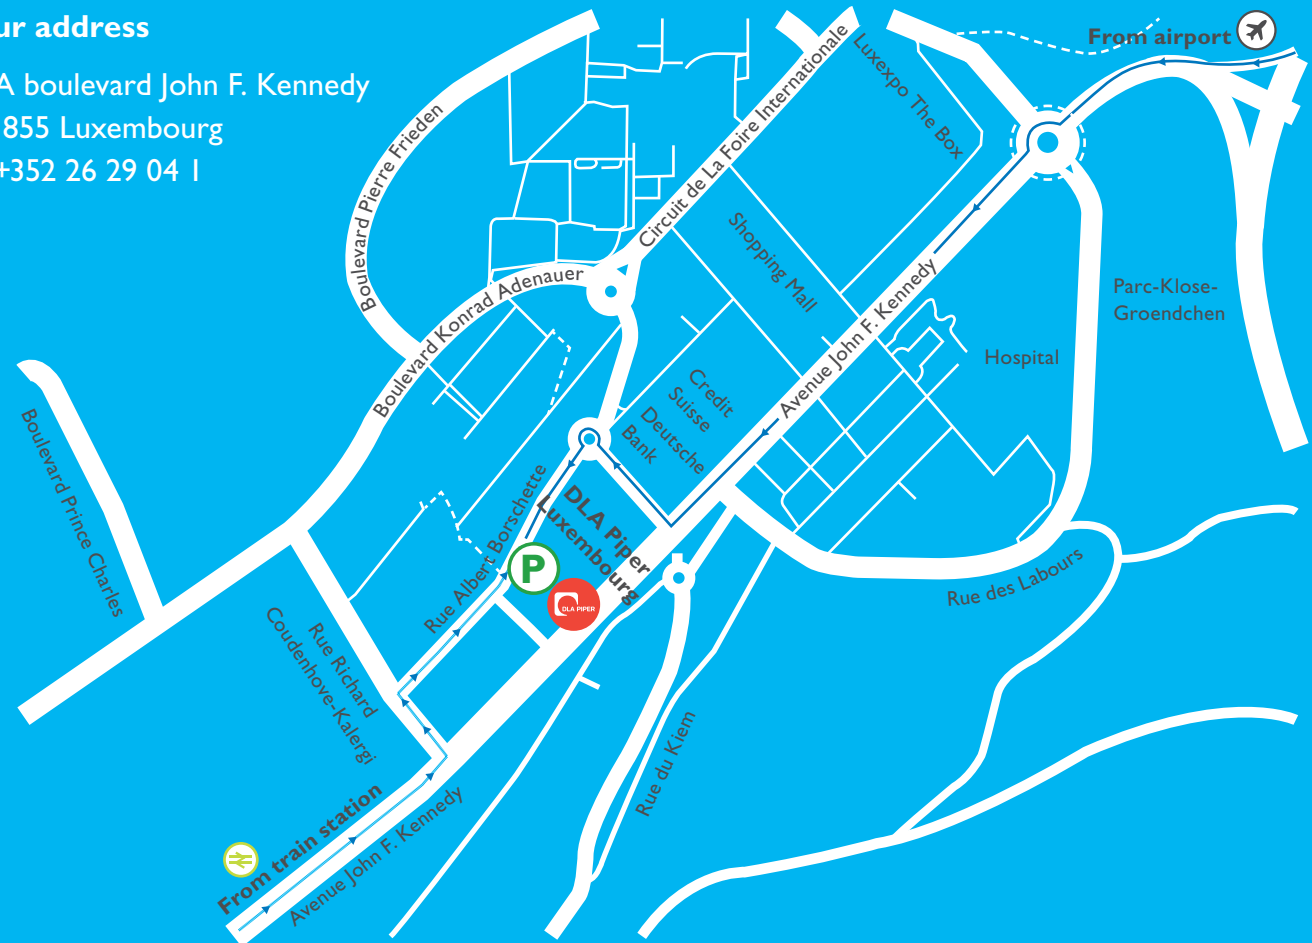 ur address
A boulevard John F. Kennedy
855 Luxembourg
+352 26 29 04 1
From airport
Luxexpo The Box
Circuit de La Foire Internationale
Boulevard Pierre Frieden
Shopping Mall
Boulevard Konrad Adenauer
Avenue John F. Kennedy
Parc-Klose-
Groendchen
Hospital
Credit
Suisse
Deutsche
Bank
Boulevard Prince Charles
Rue Albert Borschette
DLA Piper
Luxembourg
P
DLA PIPER
Rue des Labours
Rue Richard
Coudenhove-Kalergi
Rue du Kiem
From train station
Avenue John F. Kennedy